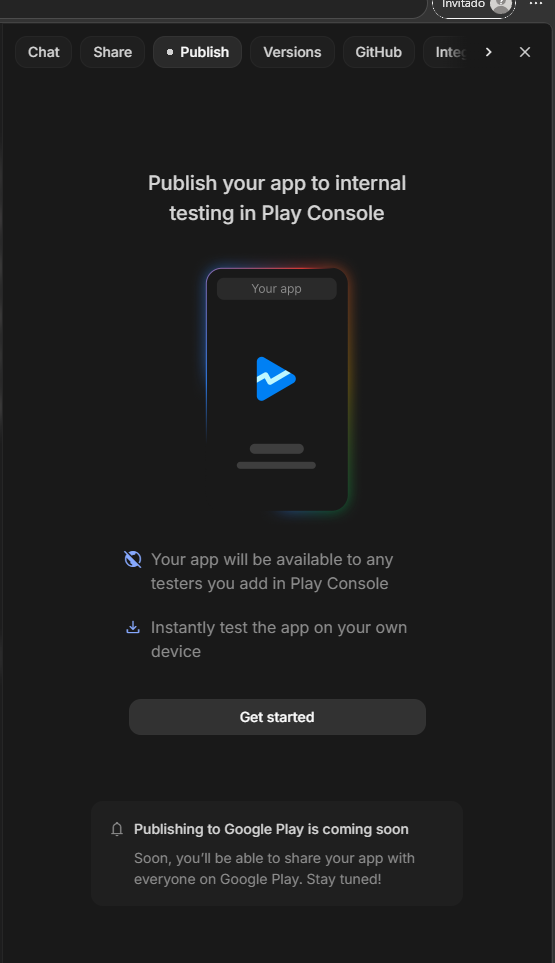 Invitado
Chat
Share
Publish
Versions
GitHub
Publish your app to internal
testing in Play Console
Your app
Your app will be available to any
testers you add in Play Console
Instantly test the app on your own
device
Get started
Publishing to Google Play is coming soon
Soon, you’ll be able to share your app with
everyone on Google Play. Stay tuned!